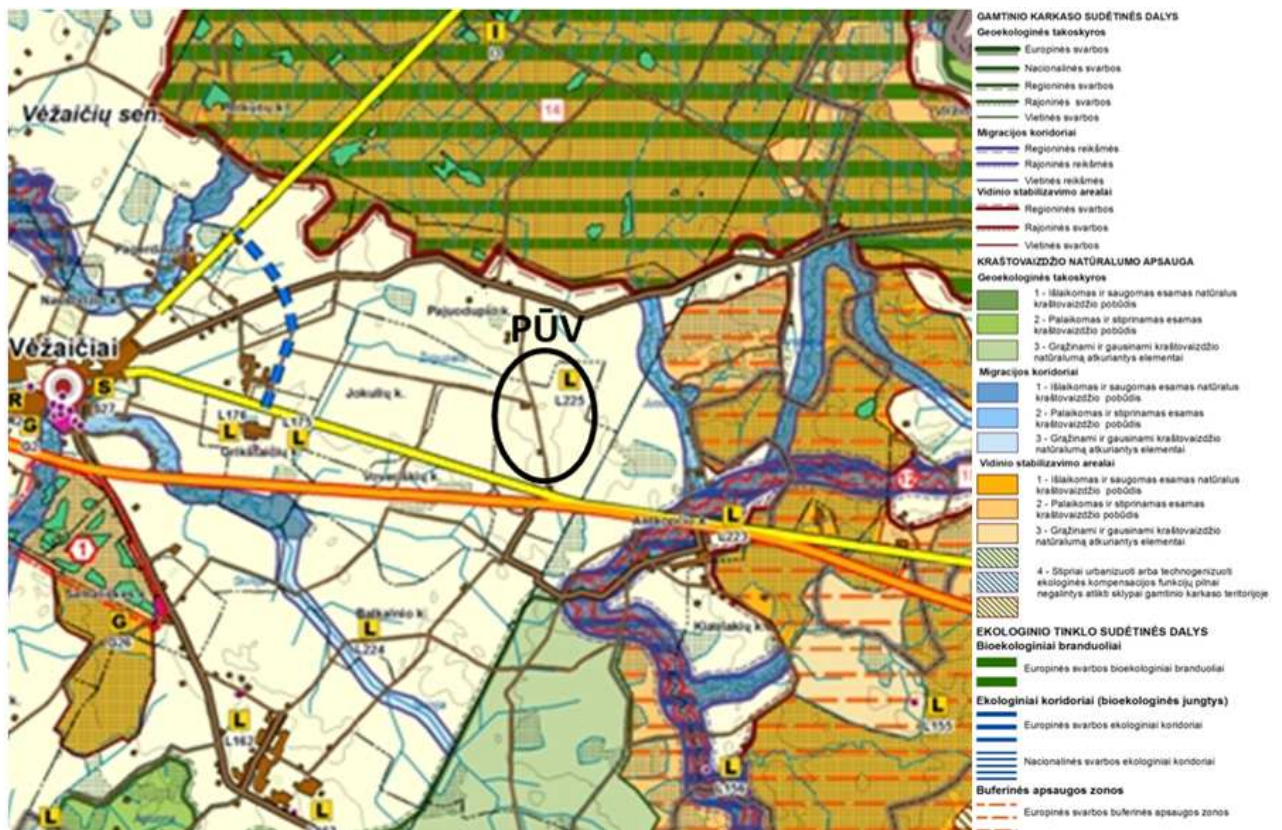 I
14
Vėžaičių sen.
Pajuodupio k.
PŪV
Vėžaičiai
L
L225
Jokulių k.
S
R
S27
L176
L175
L
L
G
L
L223
1
G
G26
L
L224
L
L162
L
L155
L
L156
L
L
GAMTINIO KARKASO SUDĖTINĖS DALYS
Geoekologinės takoskyros
Europinės svarbos
Nacionalinės svarbos
Regioninės svarbos
Rajoninės svarbos
Vietinės svarbos
Migracijos koridoriai
Regioninės reikšmės
Rajoninės reikšmės
Vietinės reikšmės
Vidinio stabilizavimo arealai
Regioninės svarbos
Rajoninės svarbos
Vietinės svarbos
KRAŠTOVAIZDŽIO NATŪRALUMO APSAUGA
Geoekologinės takoskyros
1 - Išlaikomas ir saugomas esamas natūralus
kraštovaizdžio pobūdis
2 - Palaikomas ir stiprinamas esamas
kraštovaizdžio pobūdis
3 - Grąžinami ir gausinami kraštovaizdžio
natūralumą atkuriantys elementai
Migracijos koridoriai
1 - Išlaikomas ir saugomas esamas natūralus
kraštovaizdžio pobūdis
2 - Palaikomas ir stiprinamas esamas
kraštovaizdžio pobūdis
3 - Grąžinami ir gausinami kraštovaizdžio
natūralumą atkuriantys elementai
Vidinio stabilizavimo arealai
1 - Išlaikomas ir saugomas esamas natūralus
kraštovaizdžio pobūdis
2 - Palaikomas ir stiprinamas esamas
kraštovaizdžio pobūdis
3 - Grąžinami ir gausinami kraštovaizdžio
natūralumą atkuriantys elementai
4 - Stipriai urbanizuoti arba technogenizuoti
ekologinės kompensacijos funkcijų pilnai
negalintys atlikti sklypai gamtinio karkaso teritorijoje
EKOLOGINIO TINKLO SUDĖTINĖS DALYS
Bioekologiniai branduoliai
Europinės svarbos bioekologiniai branduoliai
Ekologiniai koridoriai (bioekologinės jungtys)
Europinės svarbos ekologiniai koridoriai
Nacionalinės svarbos ekologiniai koridoriai
Buferinės apsaugos zonos
Europinės svarbos buferinės apsaugos zonos